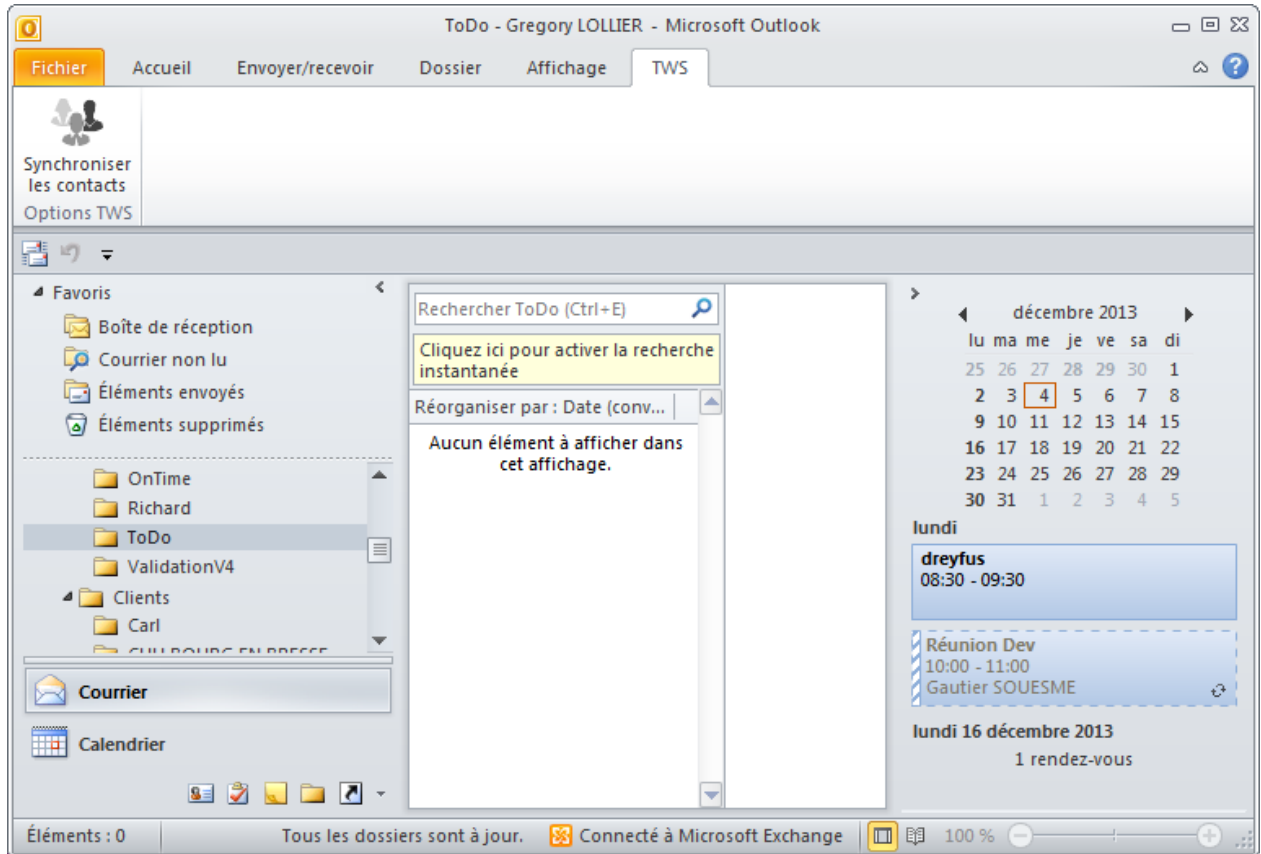 ToDo - Gregory LOLLIER - Microsoft Outlook
Fichier Accueil Envoyer/recevoir Dossier Affichage TWS
Synchroniser
les contacts
Options TWS
Favoris
Boîte de réception
Courrier non lu
Éléments envoyés
Éléments supprimés
OnTime
Richard
ToDo
ValidationV4
Clients
Carl
Courrier
Calendrier
Rechercher ToDo (Ctrl+E)
Cliquez ici pour activer la recherche
instantanée
Réorganiser par : Date (conv...
Aucun élément à afficher dans
cet affichage.
décembre 2013
lu ma me je ve sa di
25 26 27 28 29 30 1
2 3 4 5 6 7 8
9 10 11 12 13 14 15
16 17 18 19 20 21 22
23 24 25 26 27 28 29
30 31 1 2 3 4 5
lundi
dreyfus
08:30 - 09:30
Réunion Dev
10:00 - 11:00
Gautier SOUESME
lundi 16 décembre 2013
1 rendez-vous
Éléments : 0 Tous les dossiers sont à jour. Connecté à Microsoft Exchange 100 %